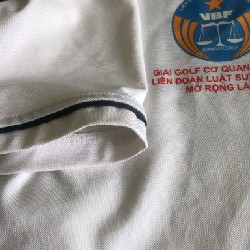 VBF
GIẢI GOLF CƠ QUAN
LIÊN ĐOÀN LUẬT SƯ
MỞ RỘNG LẦ